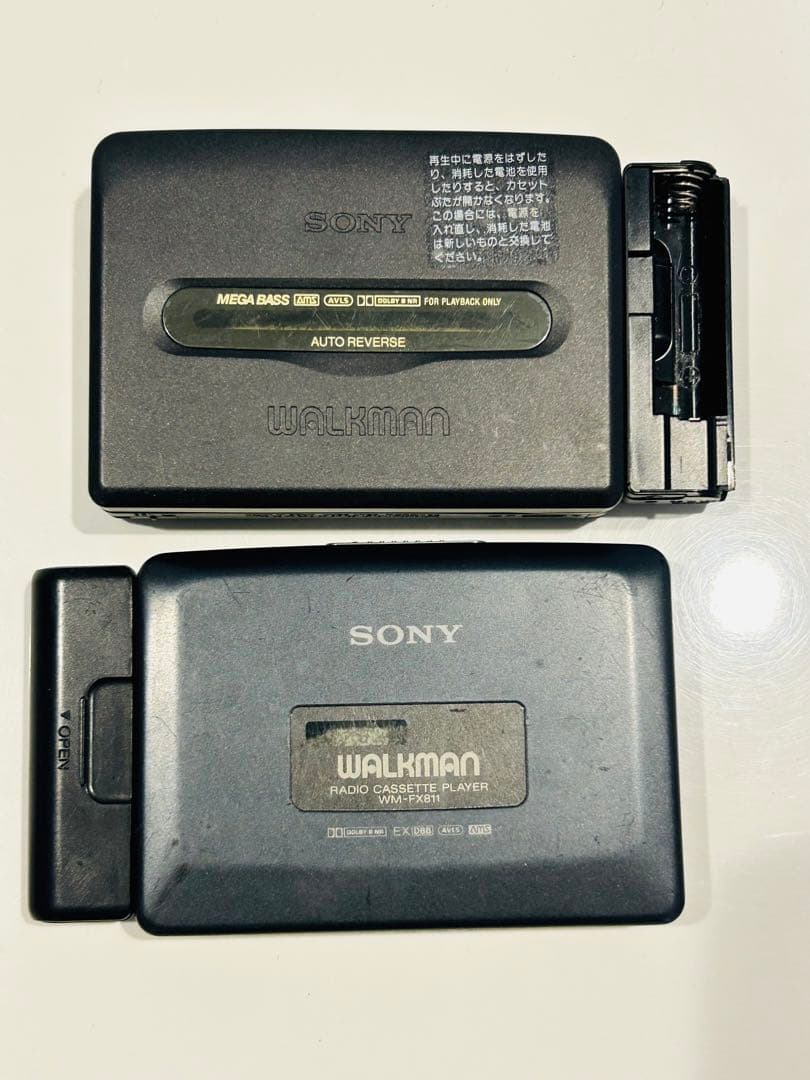 再生中に電源をはずした
り、消耗した電池を使用
したりすると、カセット
ぶたが開かなくなります。
この場合には、電源を
入れ直し、消耗した電池
は新しいものと交換して
ください。
SONY
MEGA BASS AMS AVLS DOLBY B NR FOR PLAYBACK ONLY
AUTO REVERSE
WALKMAN
SONY
▼ OPEN
WALKMAN
RADIO CASSETTE PLAYER
WM-FX811
DOLBY B NR EX DBB AVLS AMS